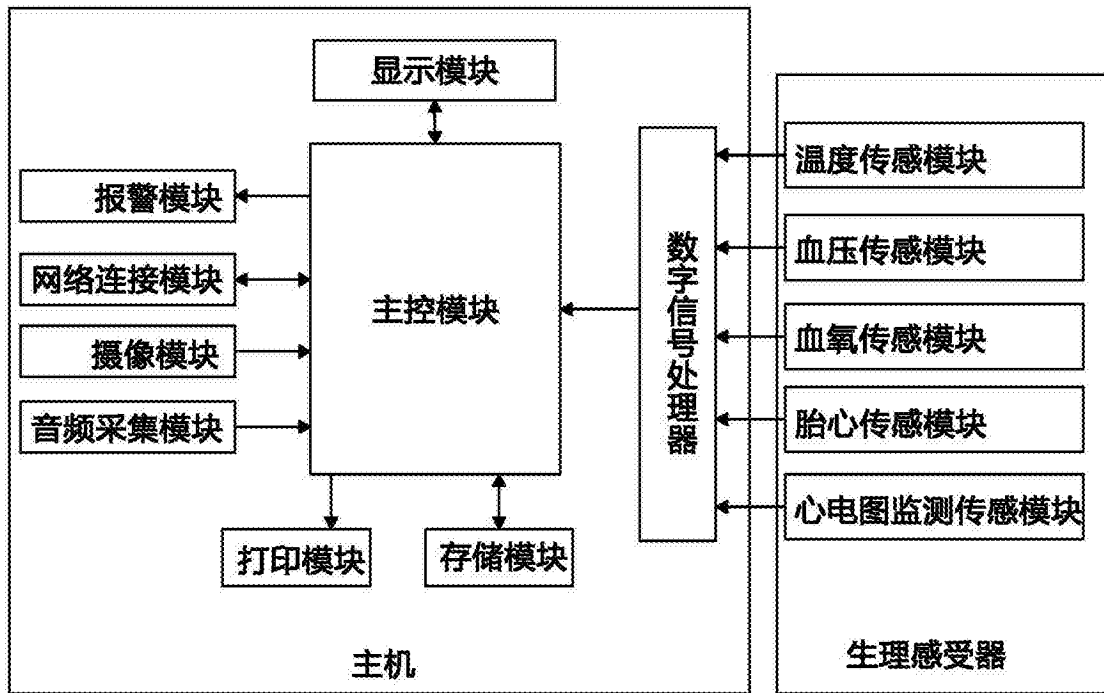 显示模块
报警模块
网络连接模块
摄像模块
音频采集模块
主控模块
打印模块
存储模块
数字信号处理器
主机
温度传感模块
血压传感模块
血氧传感模块
胎心传感模块
心电图监测传感模块
生理感受器